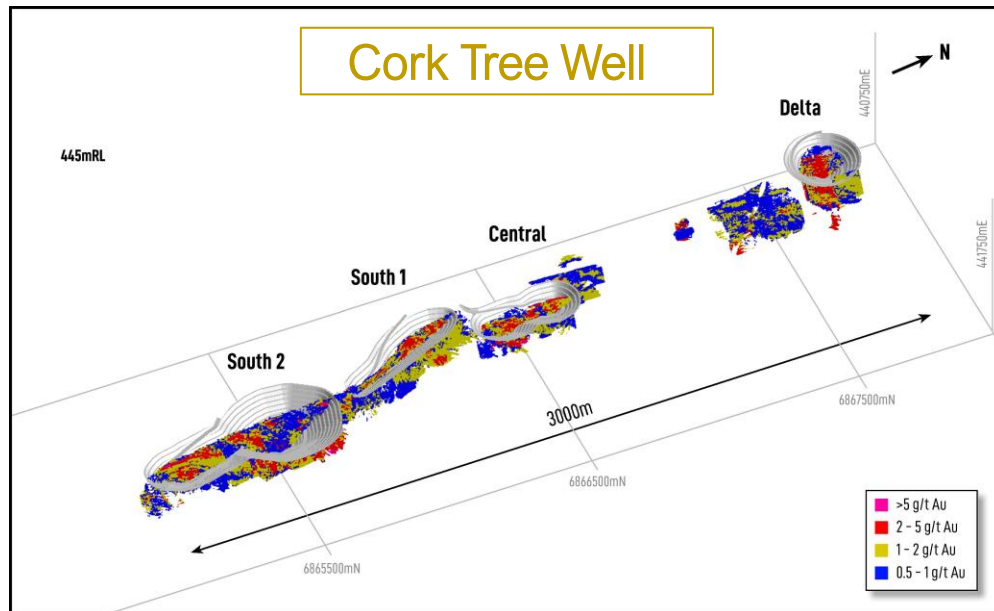 Cork Tree Well
N
Delta
440750mE
445mRL
Central
441750mE
South 1
South 2
3000m
6867500mN
6866500mN
6865500mN
>5 g/t Au
2 - 5 g/t Au
1 - 2 g/t Au
0.5 - 1 g/t Au